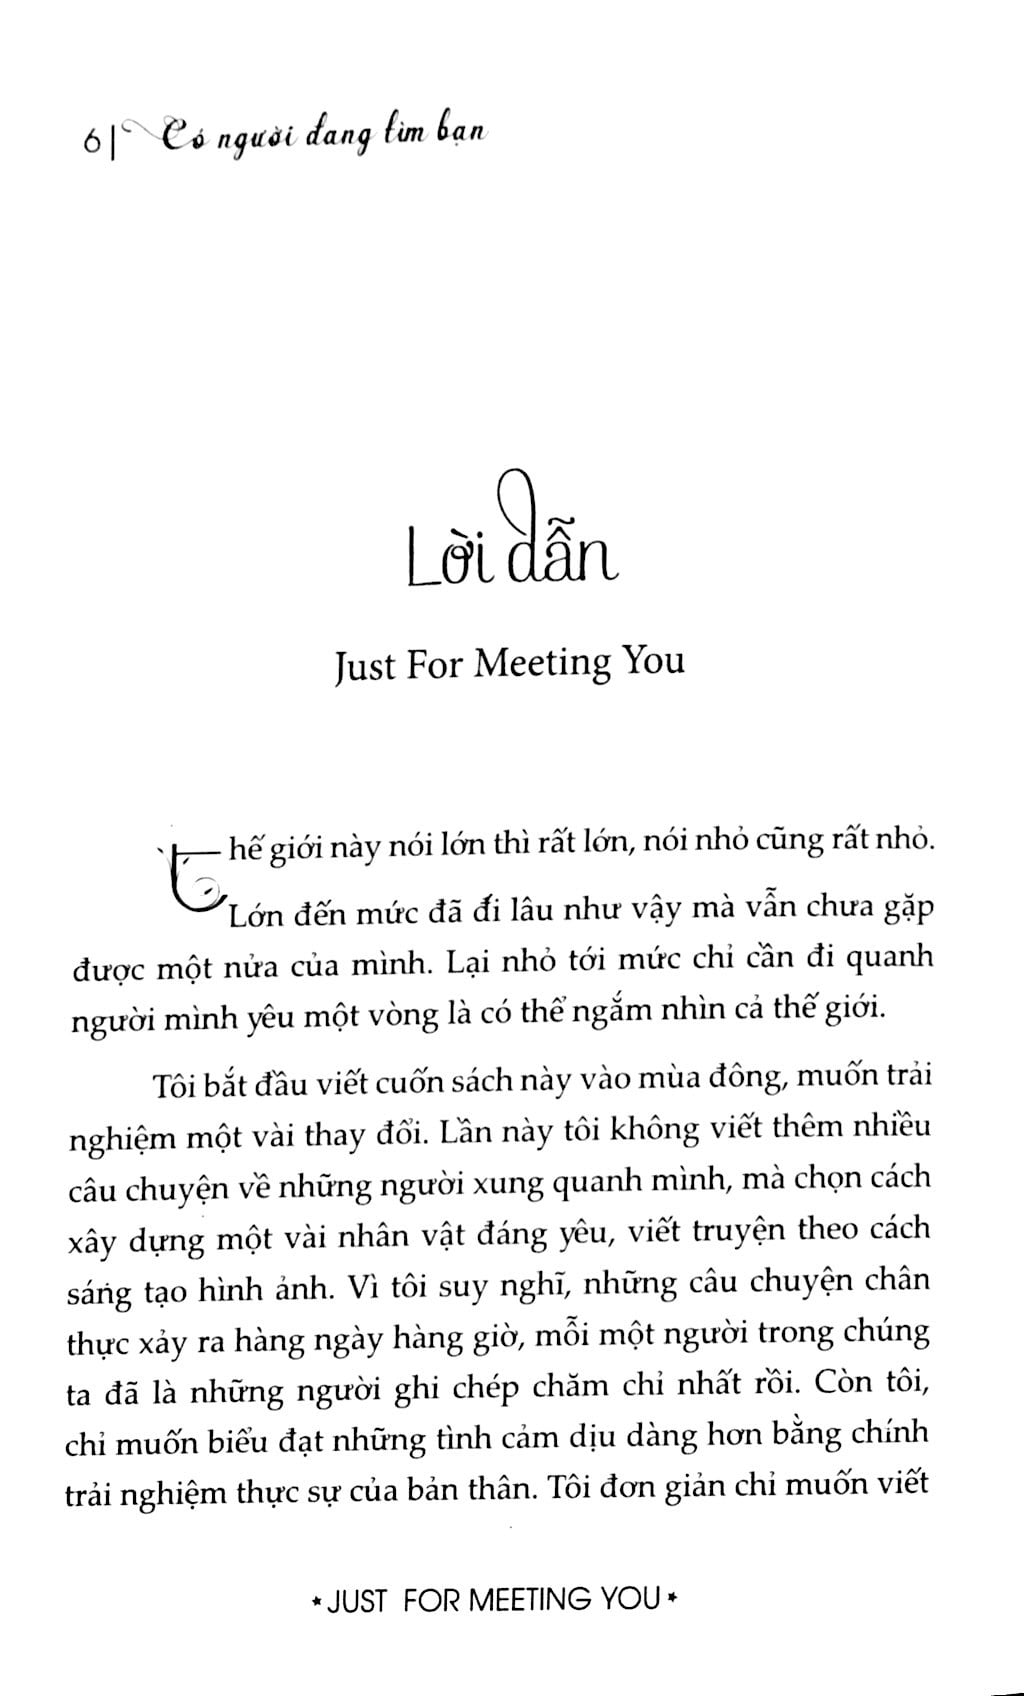 6| Có người đang tìm bạn
Lời dẫn
Just For Meeting You
Thế giới này nói lớn thì rất lớn, nói nhỏ cũng rất nhỏ.
Lớn đến mức đã đi lâu như vậy mà vẫn chưa gặp
được một nửa của mình. Lại nhỏ tới mức chỉ cần đi quanh
người mình yêu một vòng là có thể ngắm nhìn cả thế giới.
Tôi bắt đầu viết cuốn sách này vào mùa đông, muốn trải
nghiệm một vài thay đổi. Lần này tôi không viết thêm nhiều
câu chuyện về những người xung quanh mình, mà chọn cách
xây dựng một vài nhân vật đáng yêu, viết truyện theo cách
sáng tạo hình ảnh. Vì tôi suy nghĩ, những câu chuyện chân
thực xảy ra hàng ngày hàng giờ, mỗi một người trong chúng
ta đã là những người ghi chép chăm chỉ nhất rồi. Còn tôi,
chỉ muốn biểu đạt những tình cảm dịu dàng hơn bằng chính
trải nghiệm thực sự của bản thân. Tôi đơn giản chỉ muốn viết
★ JUST FOR MEETING YOU ★